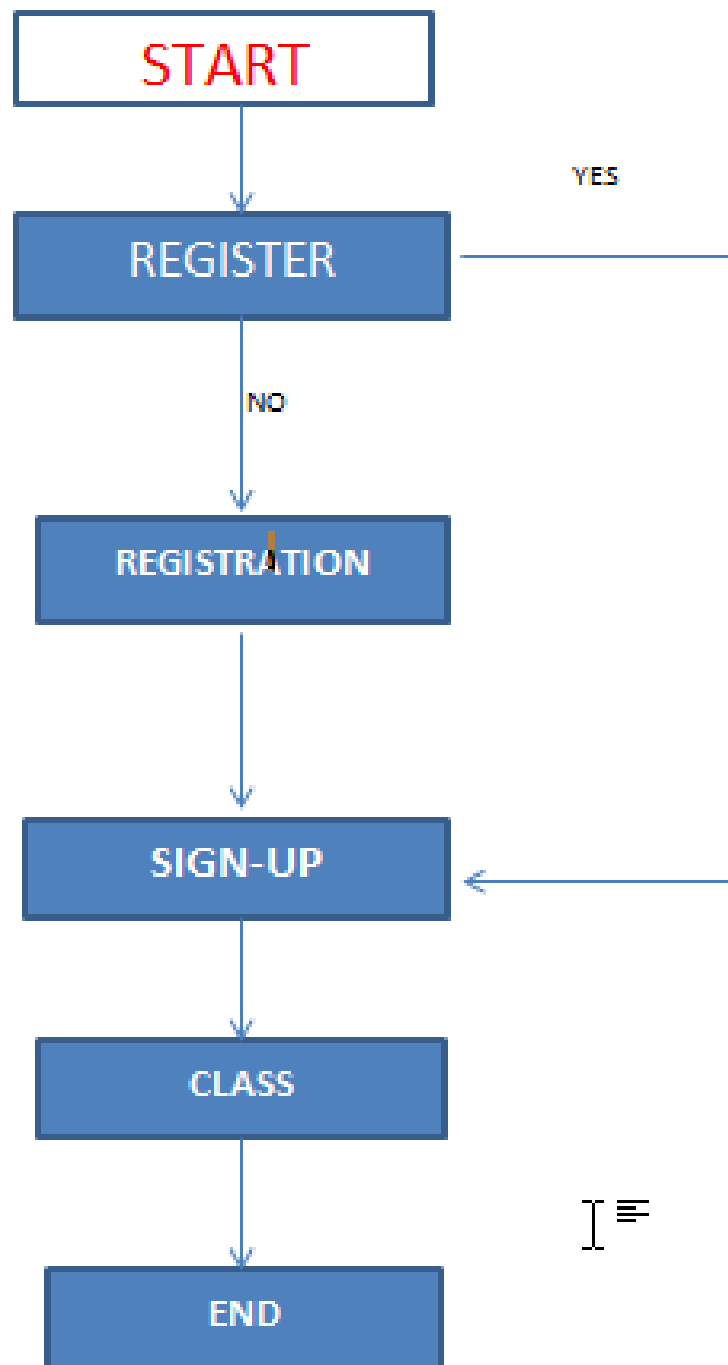 START
YES
REGISTER
NO
REGISTRATION
SIGN-UP
CLASS
END